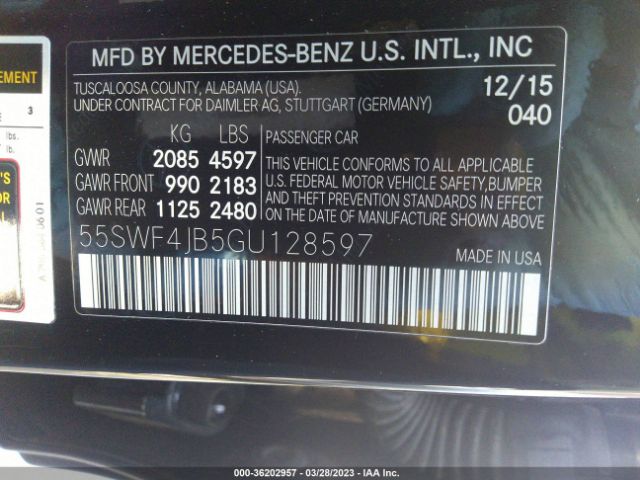 EMENT
3
lbs.
MFD BY MERCEDES-BENZ U.S. INTL., INC
TUSCALOOSA COUNTY, ALABAMA (USA). 12/15
UNDER CONTRACT FOR DAIMLER AG, STUTTGART (GERMANY) 040
KG LBS PASSENGER CAR
GVWR 2085 4597 THIS VEHICLE CONFORMS TO ALL APPLICABLE
GAWR FRONT 990 2183 U.S. FEDERAL MOTOR VEHICLE SAFETY, BUMPER
GAWR REAR 1125 2480 AND THEFT PREVENTION STANDARDS IN EFFECT
ON THE DATE OF MANUFACTURE SHOWN ABOVE.
55SWF4JB5GU128597 MADE IN USA
000-36202957 - 03/28/2023 - IAA Inc.